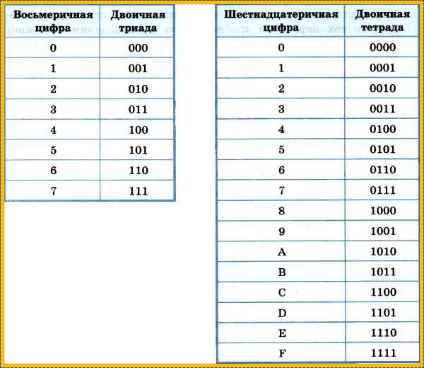 Восьмеричная цифра Двоичная триада
0 000
1 001
2 010
3 011
4 100
5 101
6 110
7 111
Шестнадцатеричная цифра Двоичная тетрада
0 0000
1 0001
2 0010
3 0011
4 0100
5 0101
6 0110
7 0111
8 1000
9 1001
A 1010
B 1011
C 1100
D 1101
E 1110
F 1111